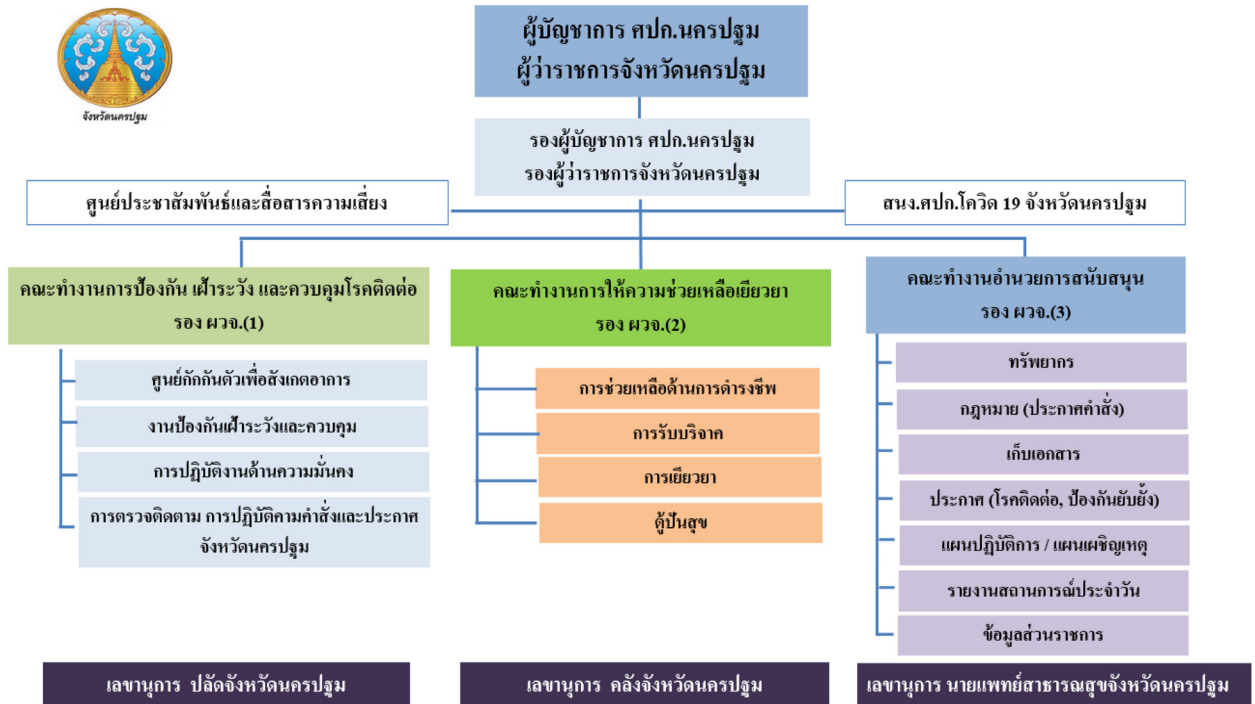 จังหวัดนครปฐม
ผู้บัญชาการ ศปก.นครปฐม
ผู้ว่าราชการจังหวัดนครปฐม
รองผู้บัญชาการ ศปก.นครปฐม
รองผู้ว่าราชการจังหวัดนครปฐม
ศูนย์ประชาสัมพันธ์และสื่อสารความเสี่ยง
สนง.ศปก.โควิด 19 จังหวัดนครปฐม
คณะทำงานการป้องกัน เฝ้าระวัง และควบคุมโรคติดต่อ
รอง ผวจ.(1)
ศูนย์กักกันตัวเพื่อสังเกตอาการ
งานป้องกันเฝ้าระวังและควบคุม
การปฏิบัติงานด้านความมั่นคง
การตรวจติดตาม การปฏิบัติตามคำสั่งและประกาศ
จังหวัดนครปฐม
เลขานุการ ปลัดจังหวัดนครปฐม
คณะทำงานการให้ความช่วยเหลือเยียวยา
รอง ผวจ.(2)
การช่วยเหลือด้านการดำรงชีพ
การรับบริจาค
การเยียวยา
ตู้ปันสุข
เลขานุการ คลังจังหวัดนครปฐม
คณะทำงานอำนวยการสนับสนุน
รอง ผวจ.(3)
ทรัพยากร
กฎหมาย (ประกาศคำสั่ง)
เก็บเอกสาร
ประกาศ (โรคติดต่อ, ป้องกันยับยั้ง)
แผนปฏิบัติการ / แผนเผชิญเหตุ
รายงานสถานการณ์ประจำวัน
ข้อมูลส่วนราชการ
เลขานุการ นายแพทย์สาธารณสุขจังหวัดนครปฐม